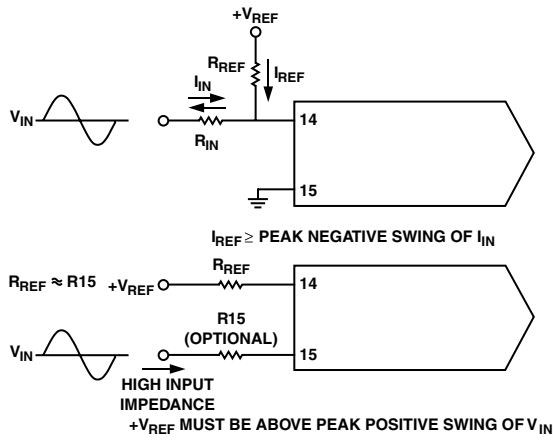 +VREF
RREF
IREF
IIN
VIN
RIN
14
15
IREF ≥ PEAK NEGATIVE SWING OF IIN
RREF ≈ R15
+VREF
RREF
14
R15
(OPTIONAL)
VIN
15
HIGH INPUT
IMPEDANCE
+VREF MUST BE ABOVE PEAK POSITIVE SWING OF VIN